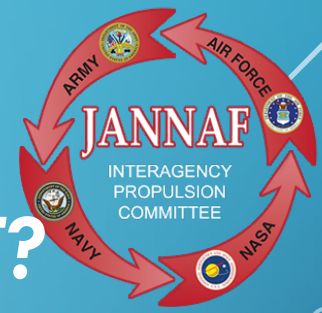 ARMY
AIR FORCE
JANNAF
INTERAGENCY
PROPULSION
COMMITTEE
NAVY
NASA
?